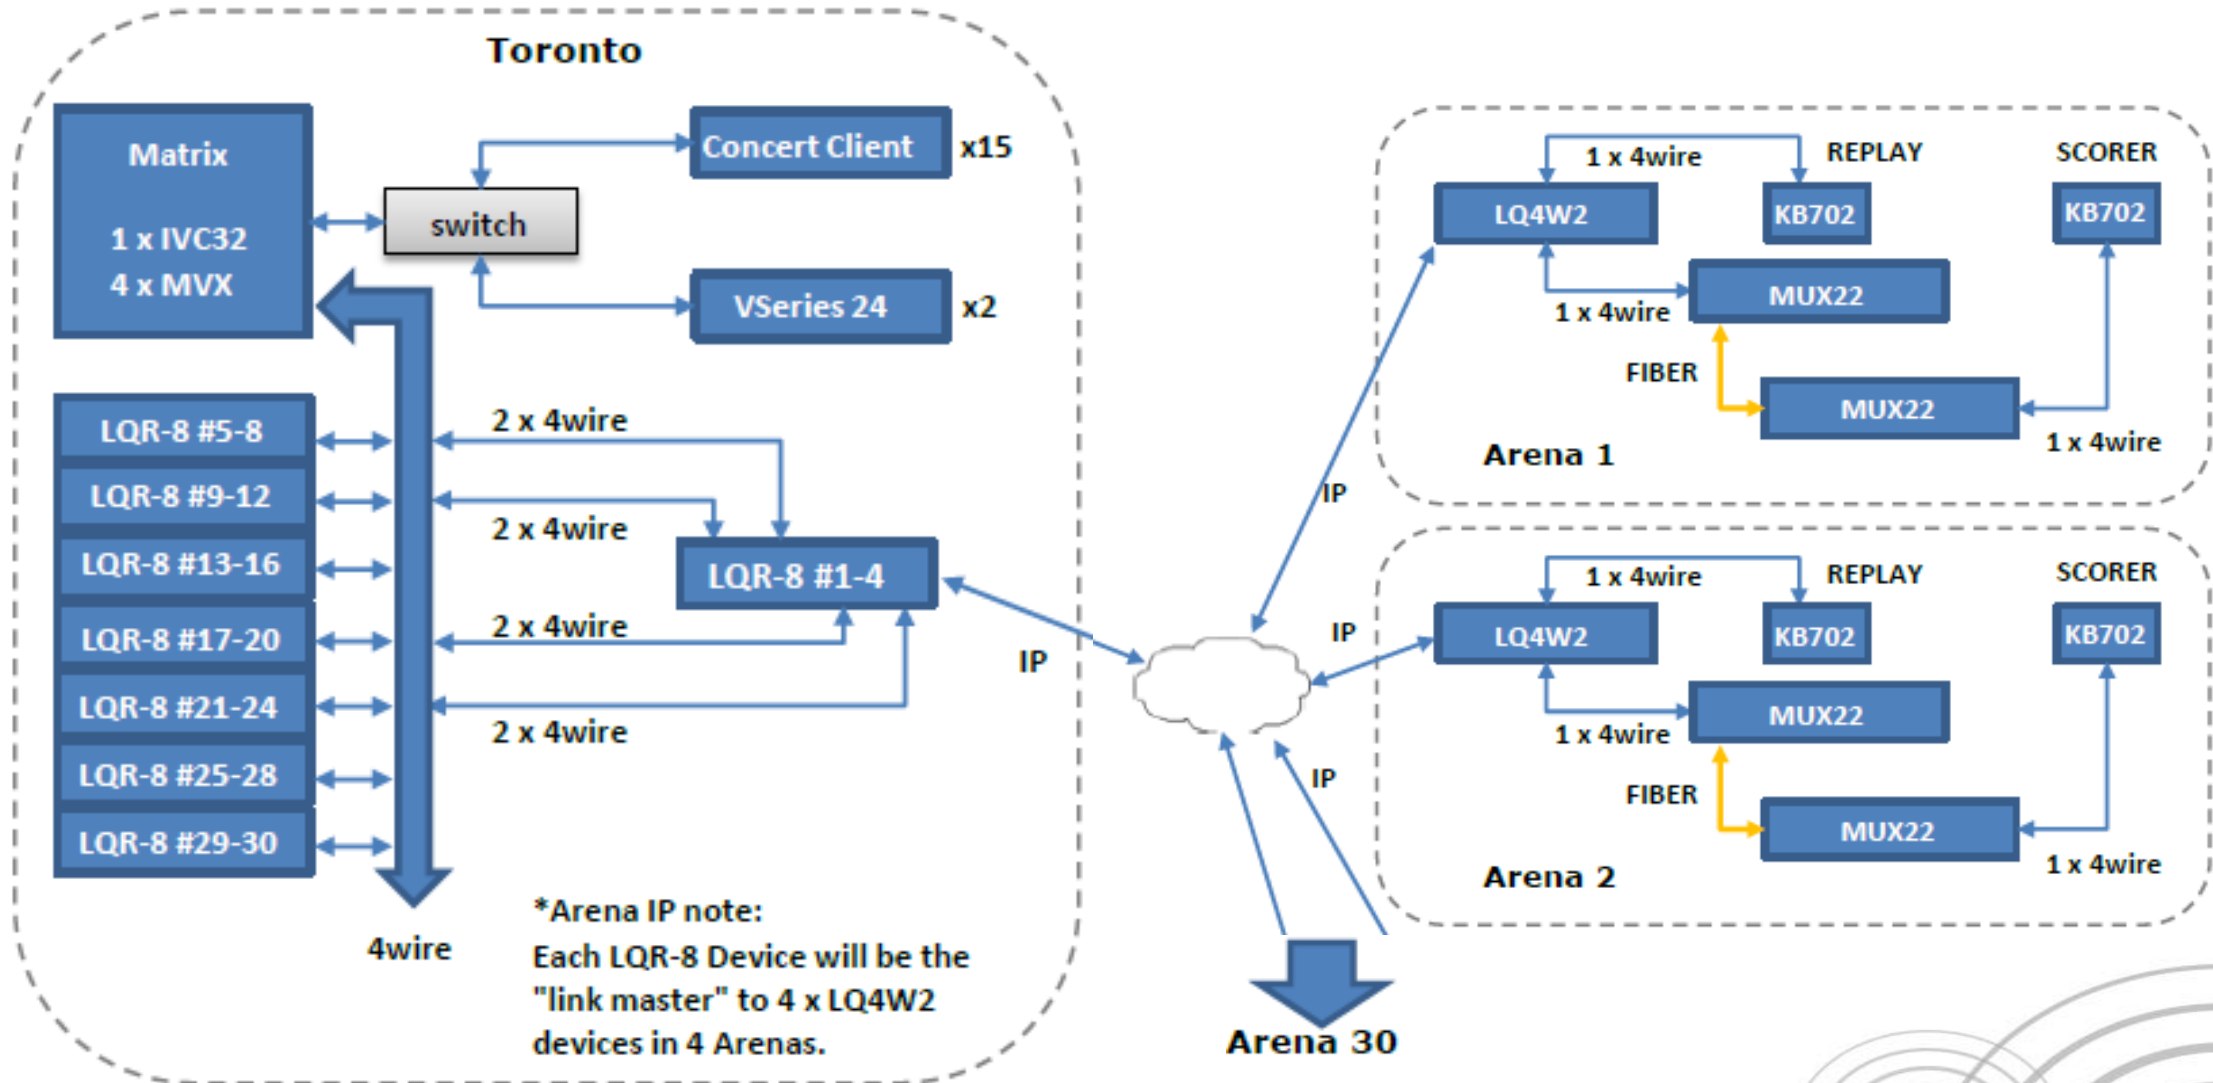 Toronto
Matrix
1 x IVC32
4 x MVX
switch
Concert Client
x15
VSeries 24
x2
LQR-8 #5-8
LQR-8 #9-12
LQR-8 #13-16
LQR-8 #17-20
LQR-8 #21-24
LQR-8 #25-28
LQR-8 #29-30
2 x 4wire
2 x 4wire
LQR-8 #1-4
2 x 4wire
2 x 4wire
4wire
*Arena IP note:
Each LQR-8 Device will be the
"link master" to 4 x LQ4W2
devices in 4 Arenas.
IP
IP
IP
IP
1 x 4wire
REPLAY
SCORER
LQ4W2
KB702
KB702
MUX22
1 x 4wire
FIBER
MUX22
1 x 4wire
Arena 1
1 x 4wire
REPLAY
SCORER
LQ4W2
KB702
KB702
MUX22
1 x 4wire
FIBER
MUX22
1 x 4wire
Arena 2
Arena 30